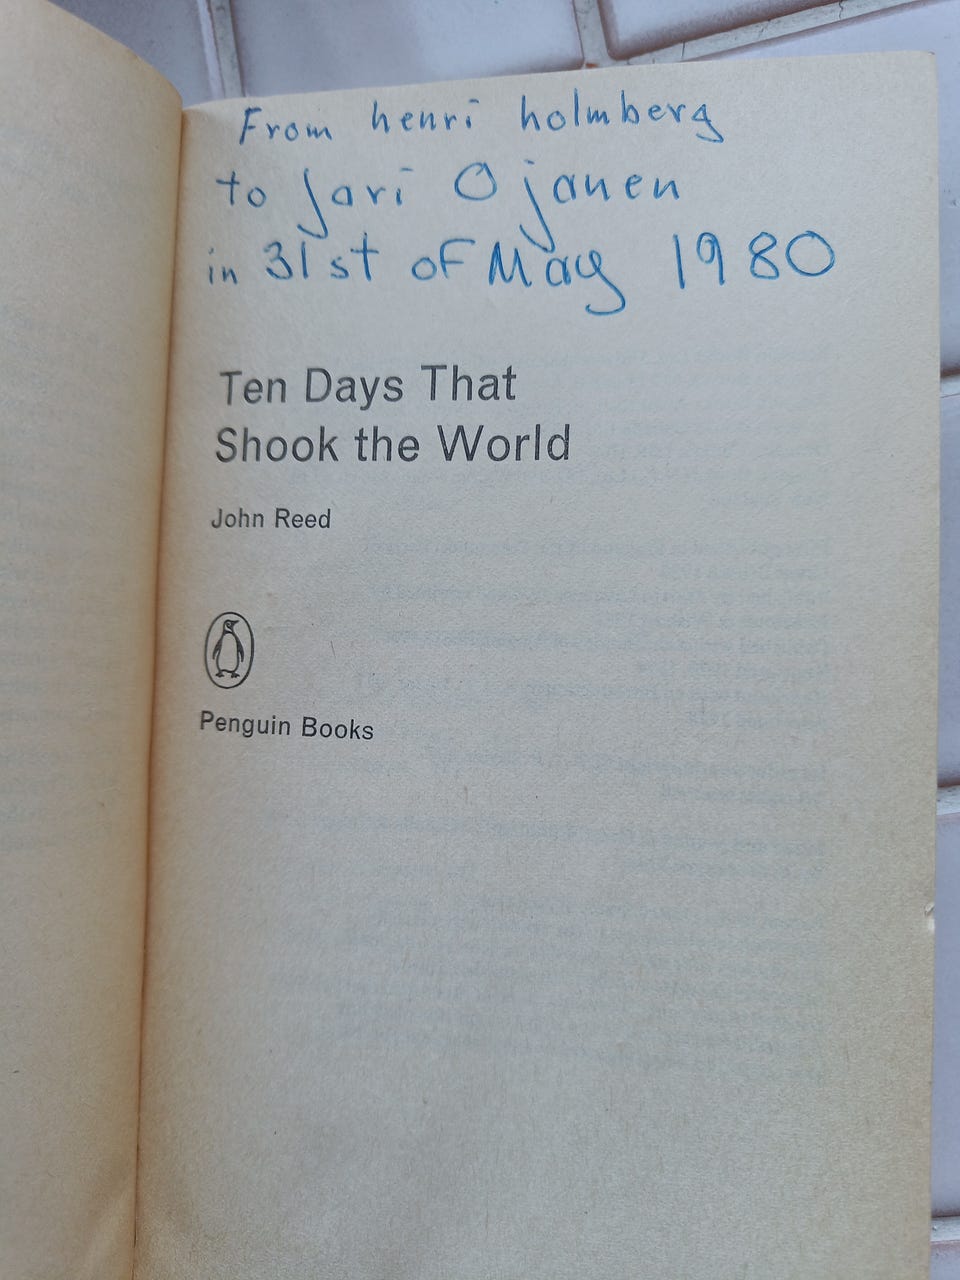 From henri holmberg
to Jari Ojanen
in 31st of May 1980
Ten Days That
Shook the World
John Reed
Penguin Books